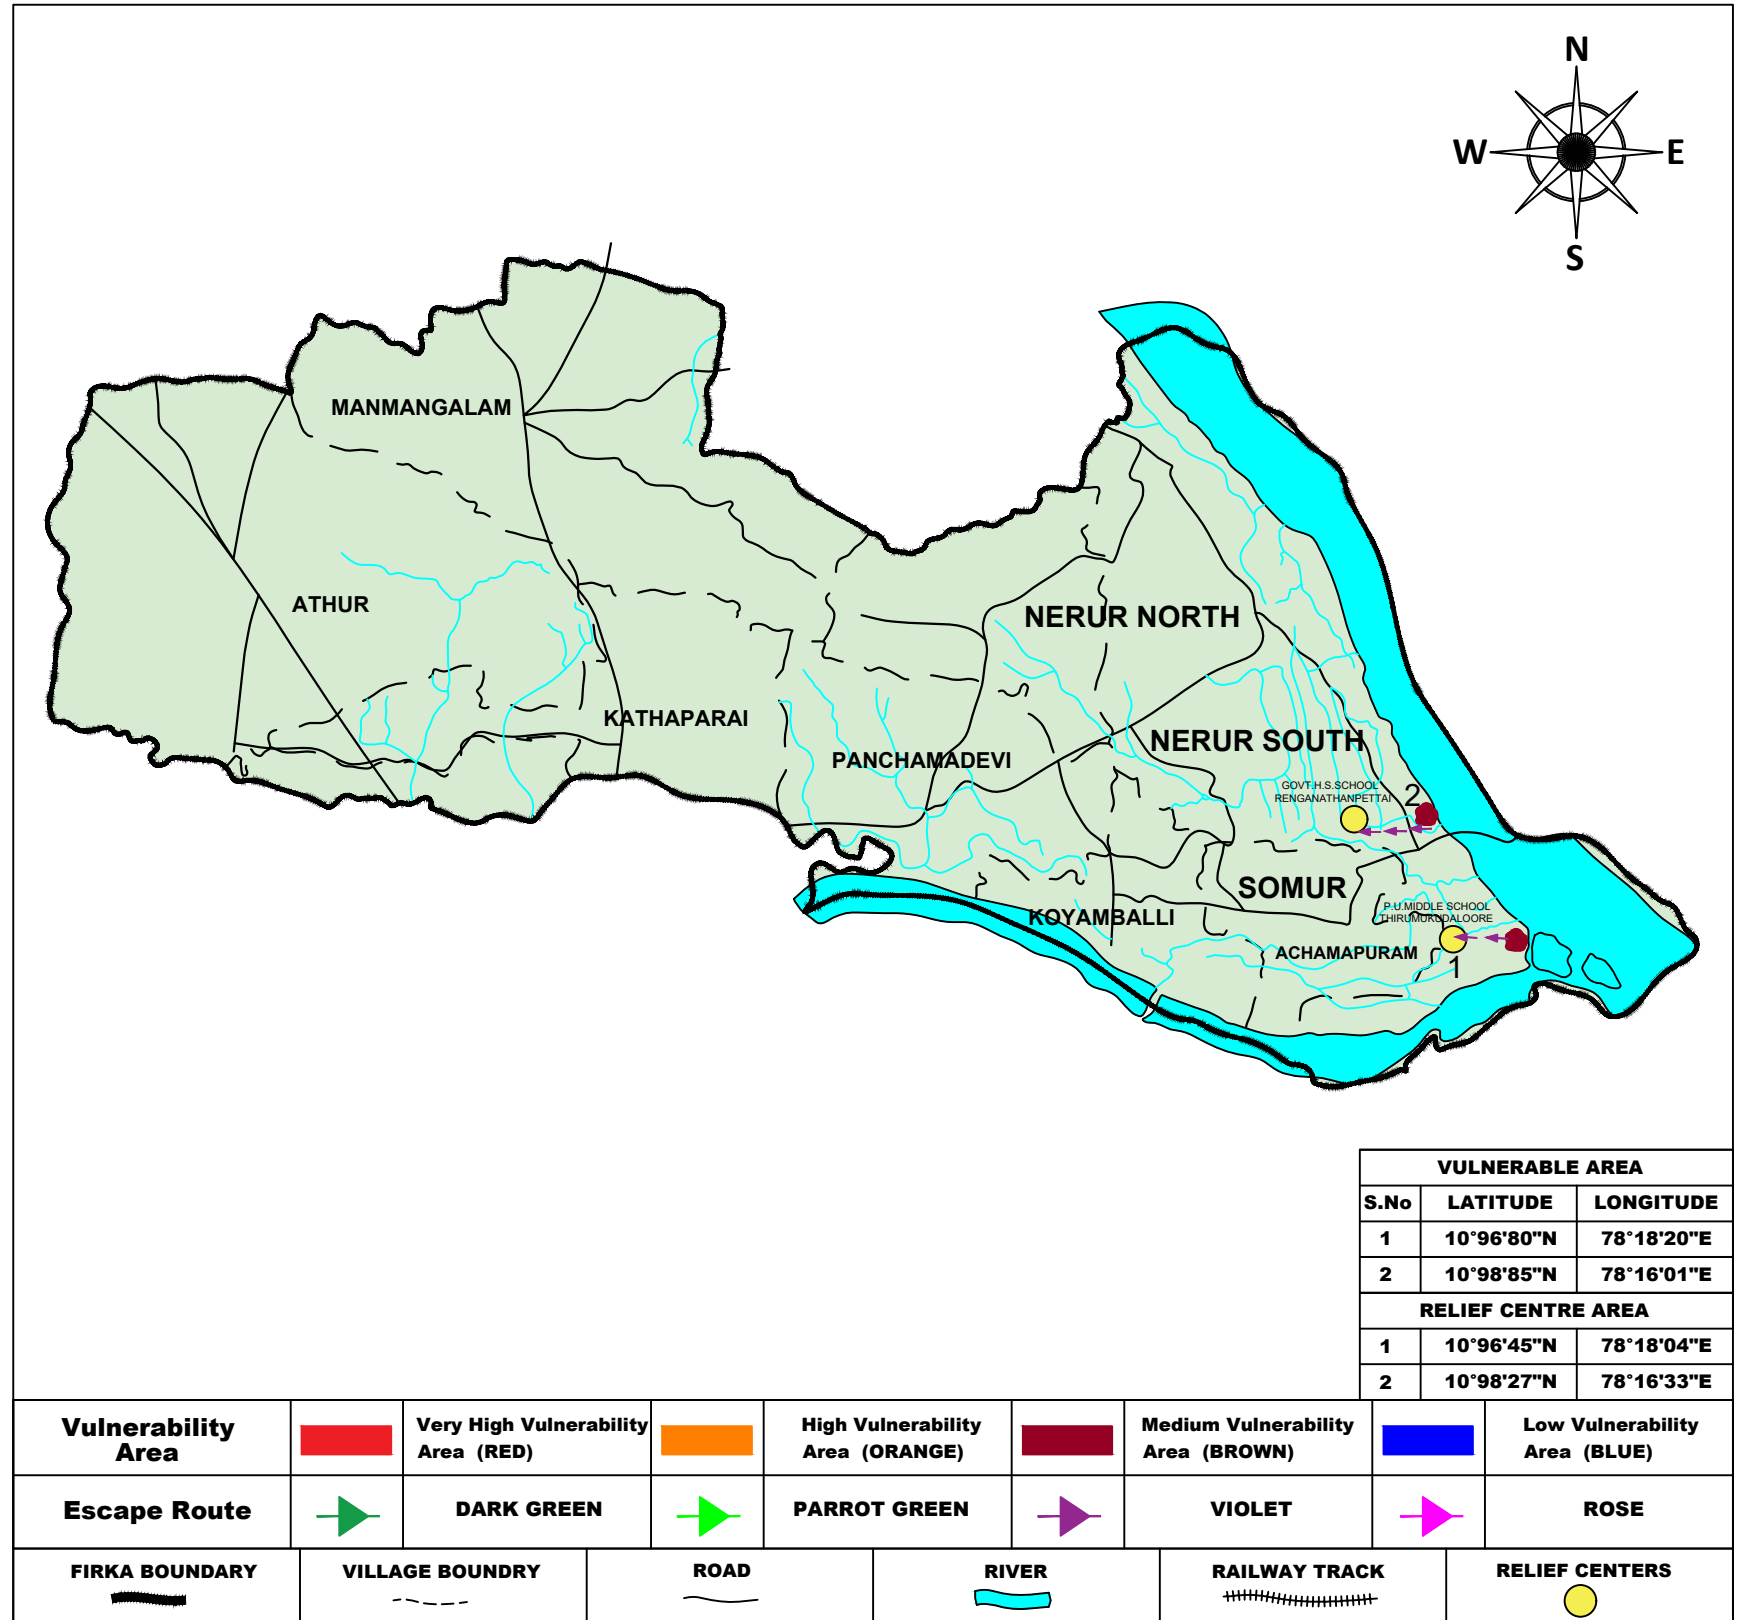 N
W E
S
MANMANGALAM
ATHUR
NERUR NORTH
KATHAPARAI
NERUR SOUTH
PANCHAMADEVI
GOVT.H.S.SCHOOL
RENGANATHANPETTAI
2
SOMUR
KOYAMBALLI
P.U.MIDDLE SCHOOL
THIRUMUKUDALOORE
ACHAMAPURAM
1
VULNERABLE AREA
S.No LATITUDE LONGITUDE
1 10°96'80"N 78°18'20"E
2 10°98'85"N 78°16'01"E
RELIEF CENTRE AREA
1 10°96'45"N 78°18'04"E
2 10°98'27"N 78°16'33"E
Vulnerability
Area
Very High Vulnerability
Area (RED)
High Vulnerability
Area (ORANGE)
Medium Vulnerability
Area (BROWN)
Low Vulnerability
Area (BLUE)
Escape Route DARK GREEN PARROT GREEN VIOLET ROSE
FIRKA BOUNDARY VILLAGE BOUNDRY ROAD RIVER RAILWAY TRACK RELIEF CENTERS